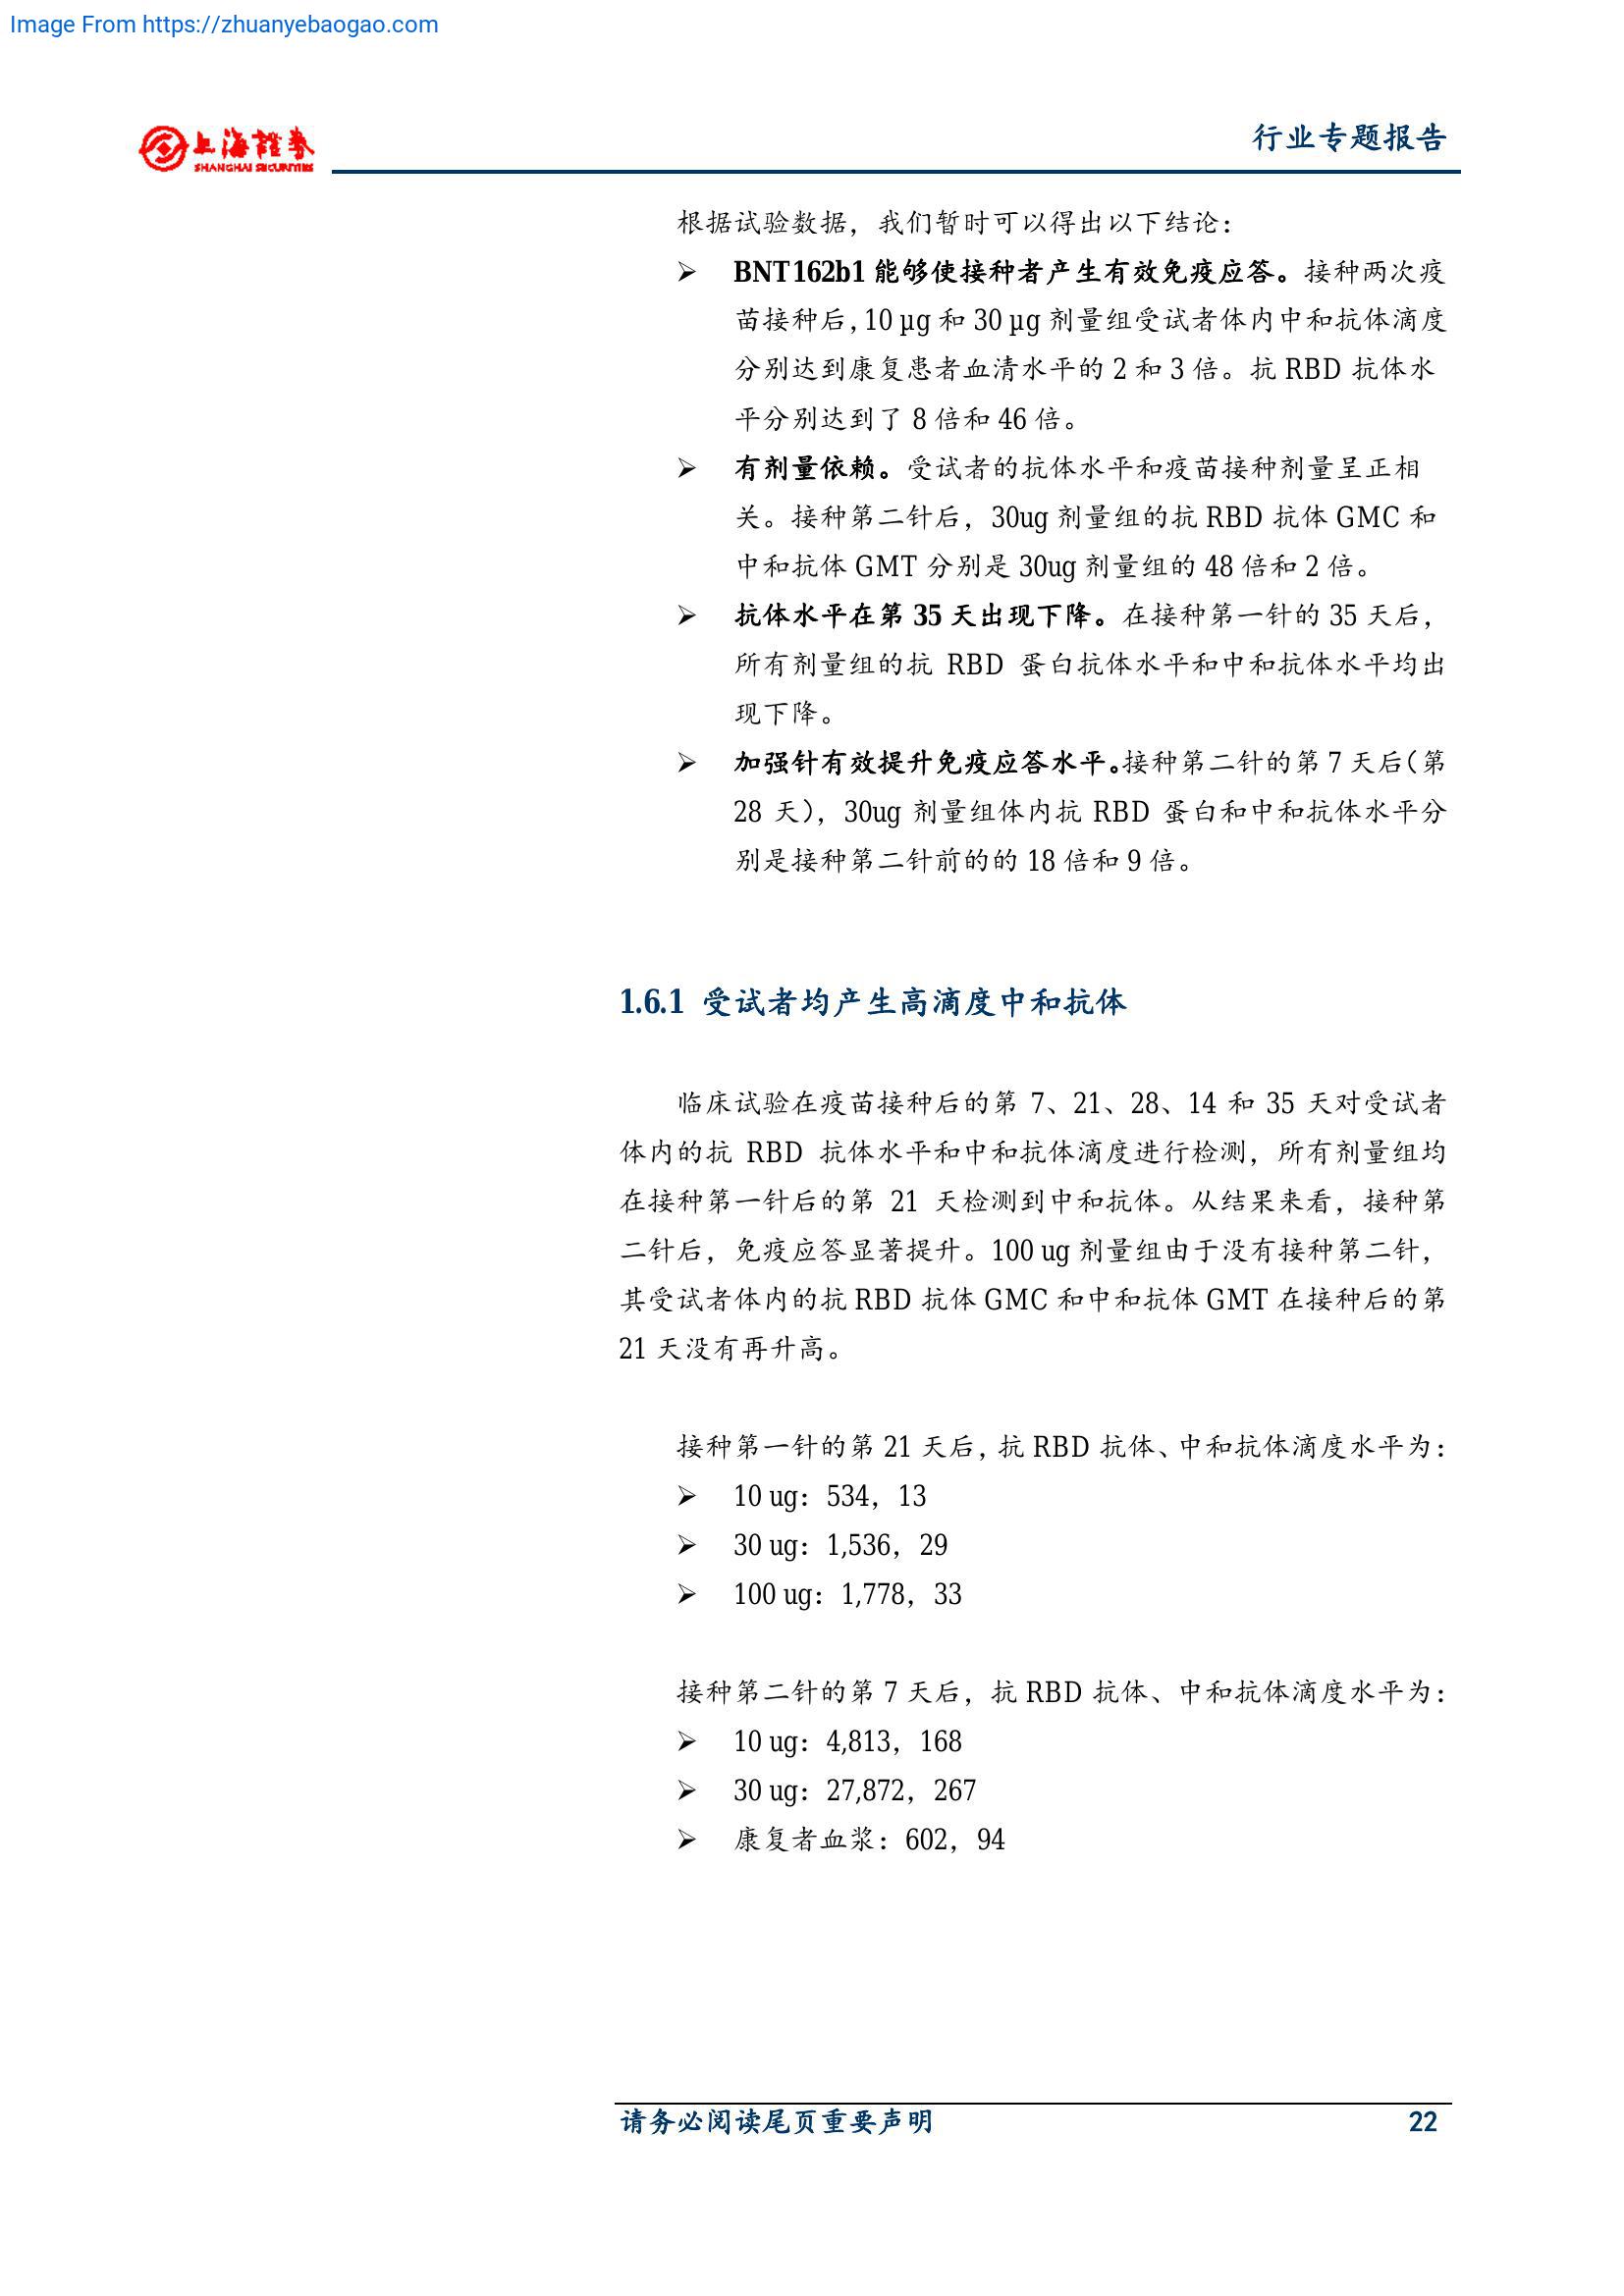 Image From https://zhuanyebaogao.com
上海證券
SHANGHAI SECURITIES
行业专题报告
根据试验数据，我们暂时可以得出以下结论：
➢ BNT162b1 能够使接种者产生有效免疫应答。接种两次疫
苗接种后，10 µg 和 30 µg 剂量组受试者体内中和抗体滴度
分别达到康复患者血清水平的 2 和 3 倍。抗 RBD 抗体水
平分别达到了 8 倍和 46 倍。
➢ 有剂量依赖。受试者的抗体水平和疫苗接种剂量呈正相
关。接种第二针后，30ug 剂量组的抗 RBD 抗体 GMC 和
中和抗体 GMT 分别是 30ug 剂量组的 48 倍和 2 倍。
➢ 抗体水平在第 35 天出现下降。在接种第一针的 35 天后，
所有剂量组的抗 RBD 蛋白抗体水平和中和抗体水平均出
现下降。
➢ 加强针有效提升免疫应答水平。接种第二针的第 7 天后（第
28 天），30ug 剂量组体内抗 RBD 蛋白和中和抗体水平分
别是接种第二针前的的 18 倍和 9 倍。
1.6.1 受试者均产生高滴度中和抗体
临床试验在疫苗接种后的第 7、21、28、14 和 35 天对受试者
体内的抗 RBD 抗体水平和中和抗体滴度进行检测，所有剂量组均
在接种第一针后的第 21 天检测到中和抗体。从结果来看，接种第
二针后，免疫应答显著提升。100 ug 剂量组由于没有接种第二针，
其受试者体内的抗 RBD 抗体 GMC 和中和抗体 GMT 在接种后的第
21 天没有再升高。
接种第一针的第 21 天后，抗 RBD 抗体、中和抗体滴度水平为：
➢ 10 ug：534，13
➢ 30 ug：1,536，29
➢ 100 ug：1,778，33
接种第二针的第 7 天后，抗 RBD 抗体、中和抗体滴度水平为：
➢ 10 ug：4,813，168
➢ 30 ug：27,872，267
➢ 康复者血浆：602，94
请务必阅读尾页重要声明 22